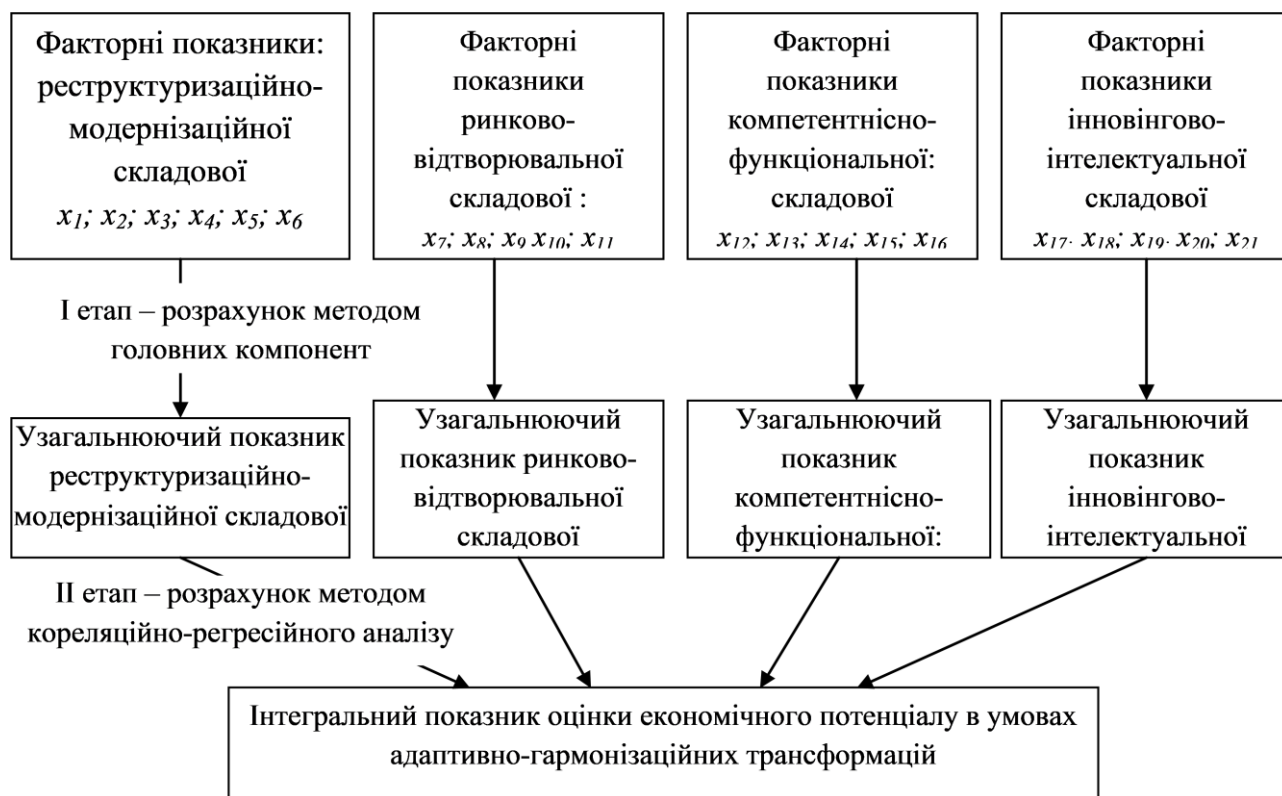 Факторні показники:
реструктуризаційно-
модернізаційної
складової
x1; x2; x3; x4; x5; x6
Факторні
показники
ринково-
відтворювальної
складової :
x7; x8; x9 x10; x11
Факторні
показники
компетентнісно-
функціональної:
складової
x12; x13; x14; x15; x16
Факторні
показники
інновінгово-
інтелектуальної
складової
x17. x18; x19. x20; x21
І етап – розрахунок методом
головних компонент
Узагальнюючий показник
реструктуризаційно-
модернізаційної складової
Узагальнюючий
показник ринково-
відтворювальної
складової
Узагальнюючий
показник
компетентнісно-
функціональної:
Узагальнюючий
показник
інновінгово-
інтелектуальної
ІІ етап – розрахунок методом
кореляційно-регресійного аналізу
Інтегральний показник оцінки економічного потенціалу в умовах
адаптивно-гармонізаційних трансформацій